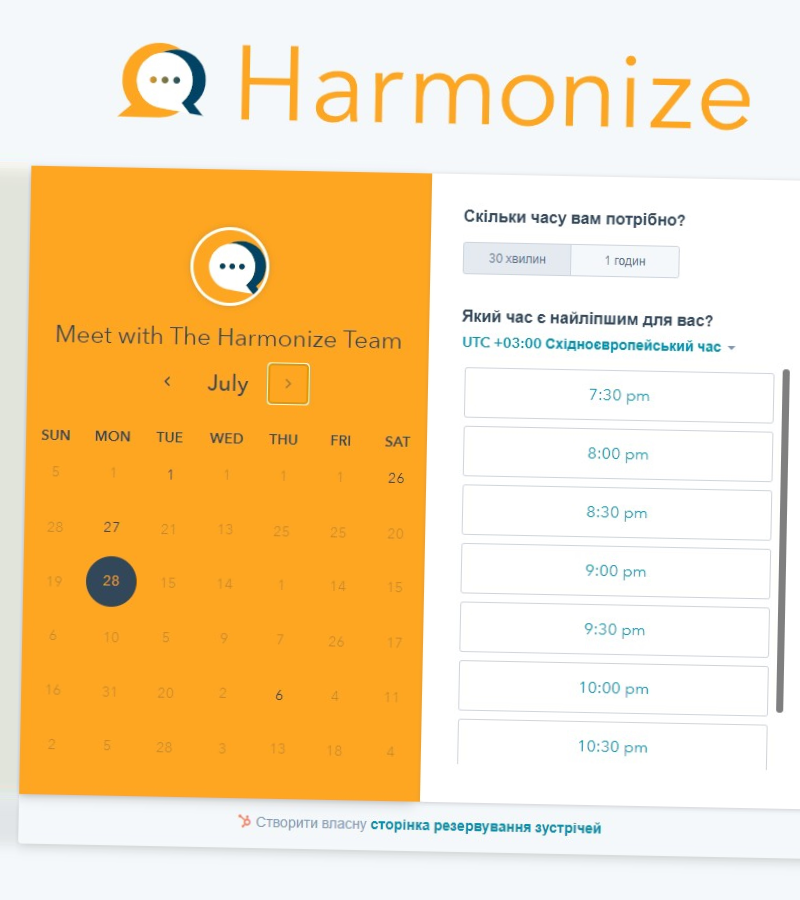 Harmonize
Meet with The Harmonize Team
July
SUN MON TUE WED THU FRI SAT
5 1 1 1 1 1 26
28 27 21 13 25 25 20
19 28 15 14 1 14 15
6 10 5 9 7 26 17
16 31 20 2 6 4 11
2 5 28 3 13 18 4
Скільки часу вам потрібно?
30 хвилин 1 годин
Який час є найліпшим для вас?
UTC +03:00 Східноєвропейський час
7:30 pm
8:00 pm
8:30 pm
9:00 pm
9:30 pm
10:00 pm
10:30 pm
Створити власну сторінка резервування зустрічей